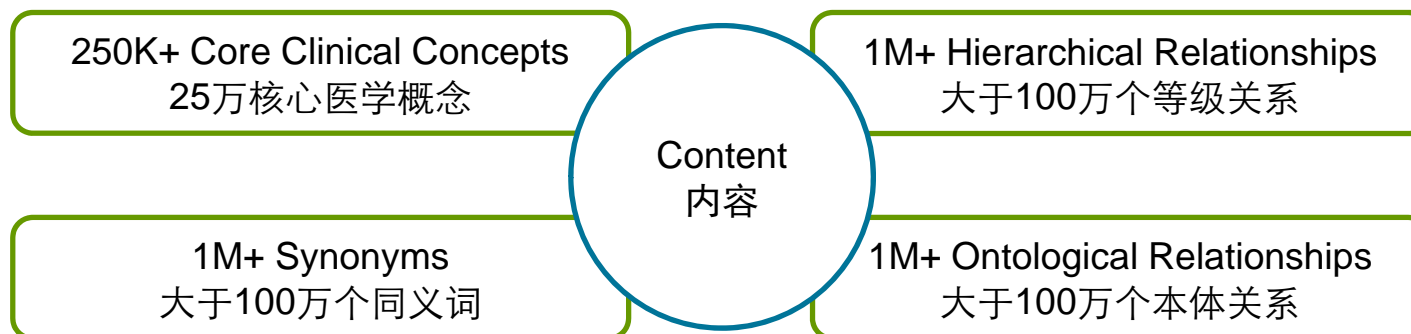 250K+ Core Clinical Concepts
25万核心医学概念
1M+ Hierarchical Relationships
大于100万个等级关系
Content
内容
1M+ Synonyms
大于100万个同义词
1M+ Ontological Relationships
大于100万个本体关系